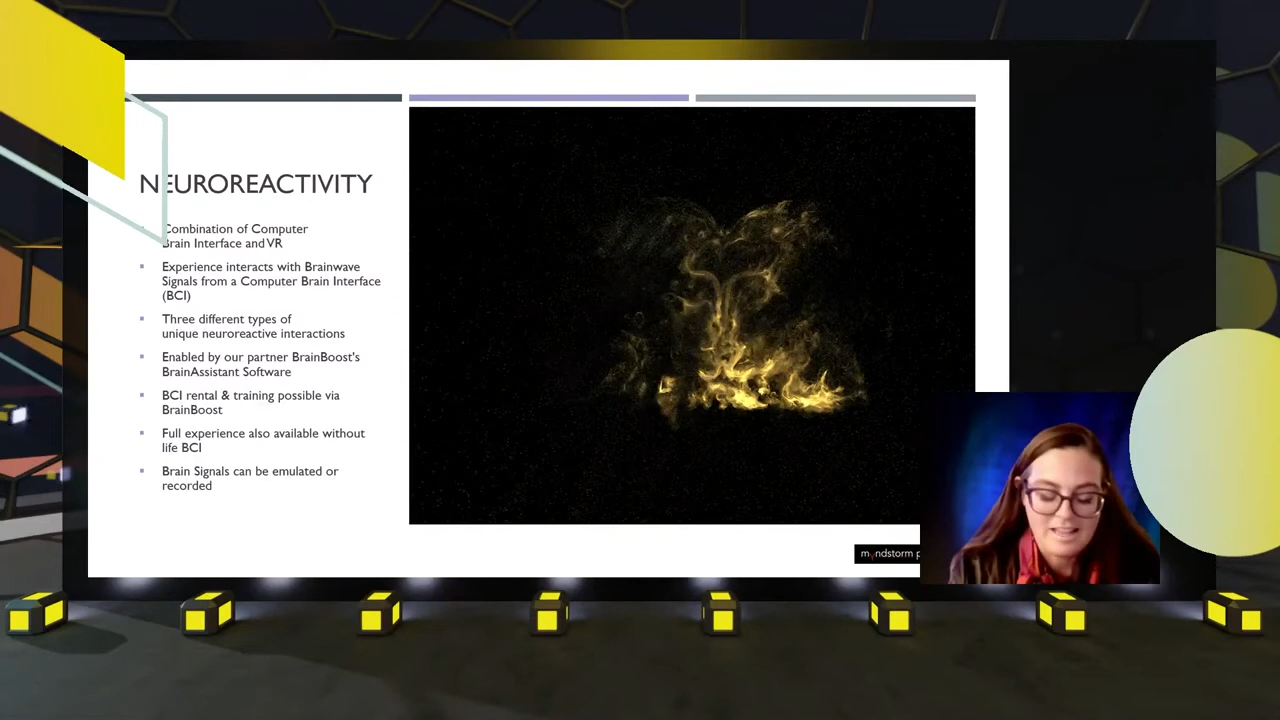 NEUROREACTIVITY
Combination of Computer
Brain Interface and VR
Experience interacts with Brainwave
Signals from a Computer Brain Interface
(BCI)
Three different types of
unique neuroreactive interactions
Enabled by our partner BrainBoost's
BrainAssistant Software
BCI rental & training possible via
BrainBoost
Full experience also available without
life BCI
Brain Signals can be emulated or
recorded
myndstorm p